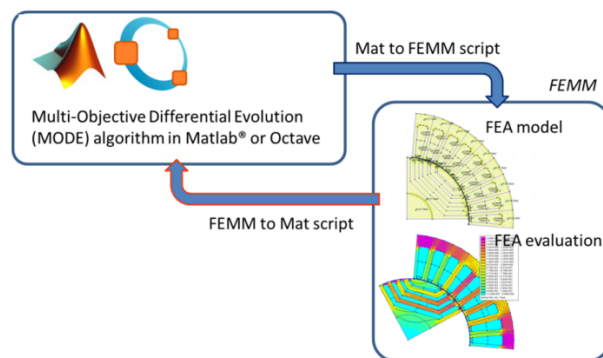 Mat to FEMM script
FEMM
Multi-Objective Differential Evolution
(MODE) algorithm in Matlab® or Octave
FEA model
FEMM to Mat script
FEA evaluation